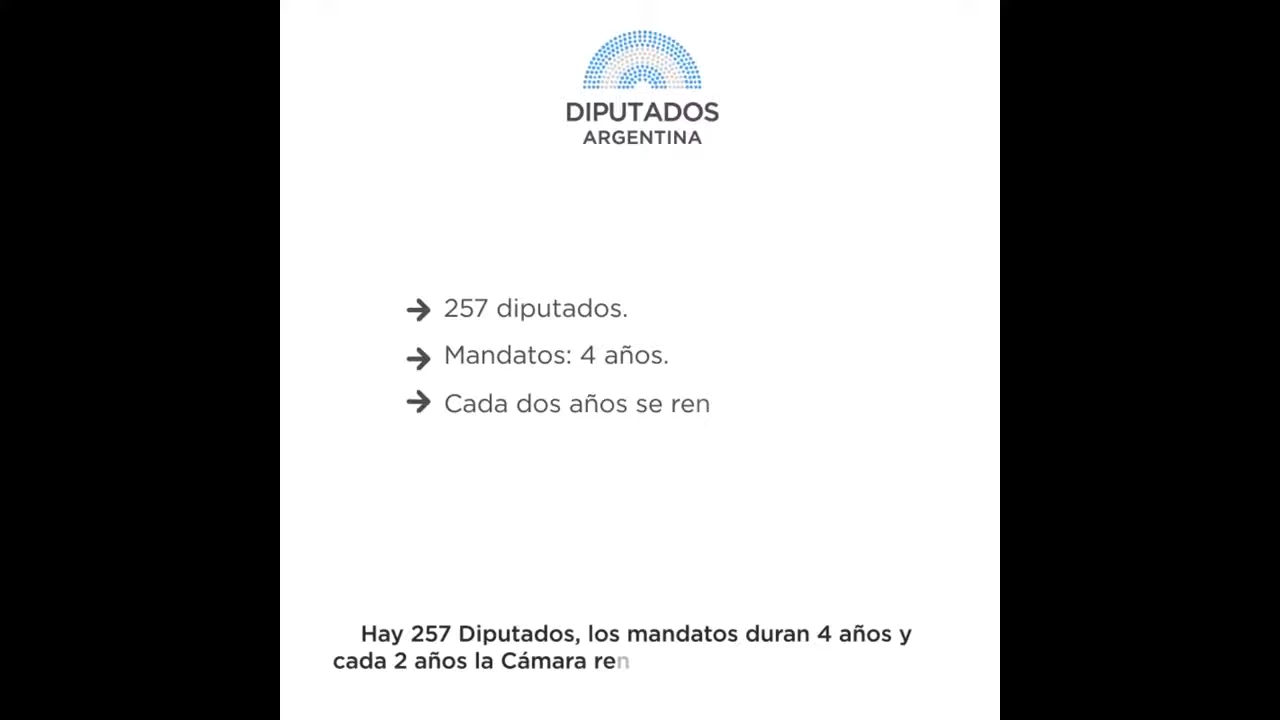 DIPUTADOS
ARGENTINA
→ 257 diputados.
→ Mandatos: 4 años.
→ Cada dos años se ren
Hay 257 Diputados, los mandatos duran 4 años y
cada 2 años la Cámara ren